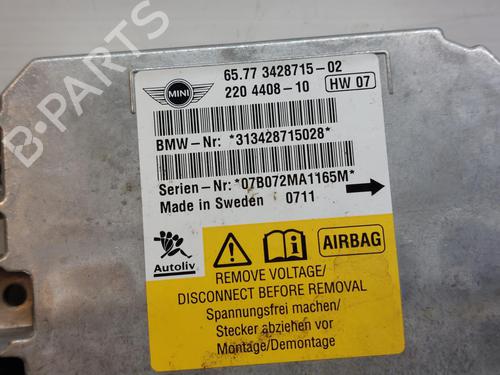 65.77 3428715-02
MINI
220 4408-10 HW 07
BMW-Nr: *313428715028*
Serien-Nr: *07B072MA1165M*
Made in Sweden 0711
Autoliv
AIRBAG
REMOVE VOLTAGE/
DISCONNECT BEFORE REMOVAL
Spannungsfrei machen/
Stecker abziehen vor
Montage/Demontage
B-PARTS